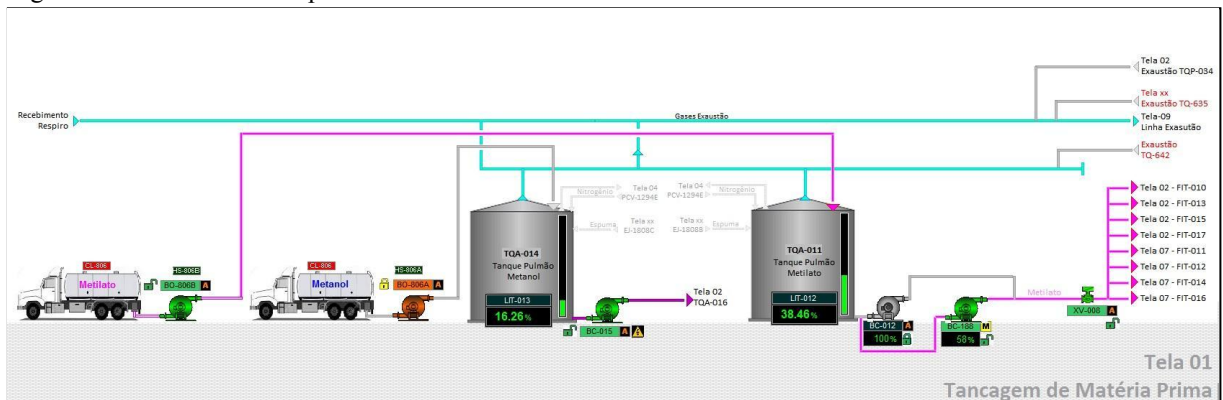 Tela 02
Exaustão TQP-034
Tela xx
Exaustão TQ-635
Recebimento
Respiro
Gases Exaustão
Tela-09
Linha Exasutão
Exaustão
TQ-642
Nitrogênio
Tela 04
PCV-1294E
Tela 04
PCV-1294E
Nitrogênio
Espuma
Tela xx
EJ-1808C
Tela xx
EJ-1808B
Espuma
Tela 02 - FIT-010
Tela 02 - FIT-013
Tela 02 - FIT-015
Tela 02 - FIT-017
Tela 07 - FIT-011
Tela 07 - FIT-012
Tela 07 - FIT-014
Tela 07 - FIT-016
CL-806
HS-806B
Metilato
BO-806B A
CL-806
HS-806A
Metanol
BO-806A A
TQA-014
Tanque Pulmão
Metanol
LIT-013
16.26%
Tela 02
TQA-016
BC-015 A
TQA-011
Tanque Pulmão
Metilato
LIT-012
38.46%
Metilato
BC-012 A
100%
BC-188 M
58%
XV-008 A
Tela 01
Tancagem de Matéria Prima